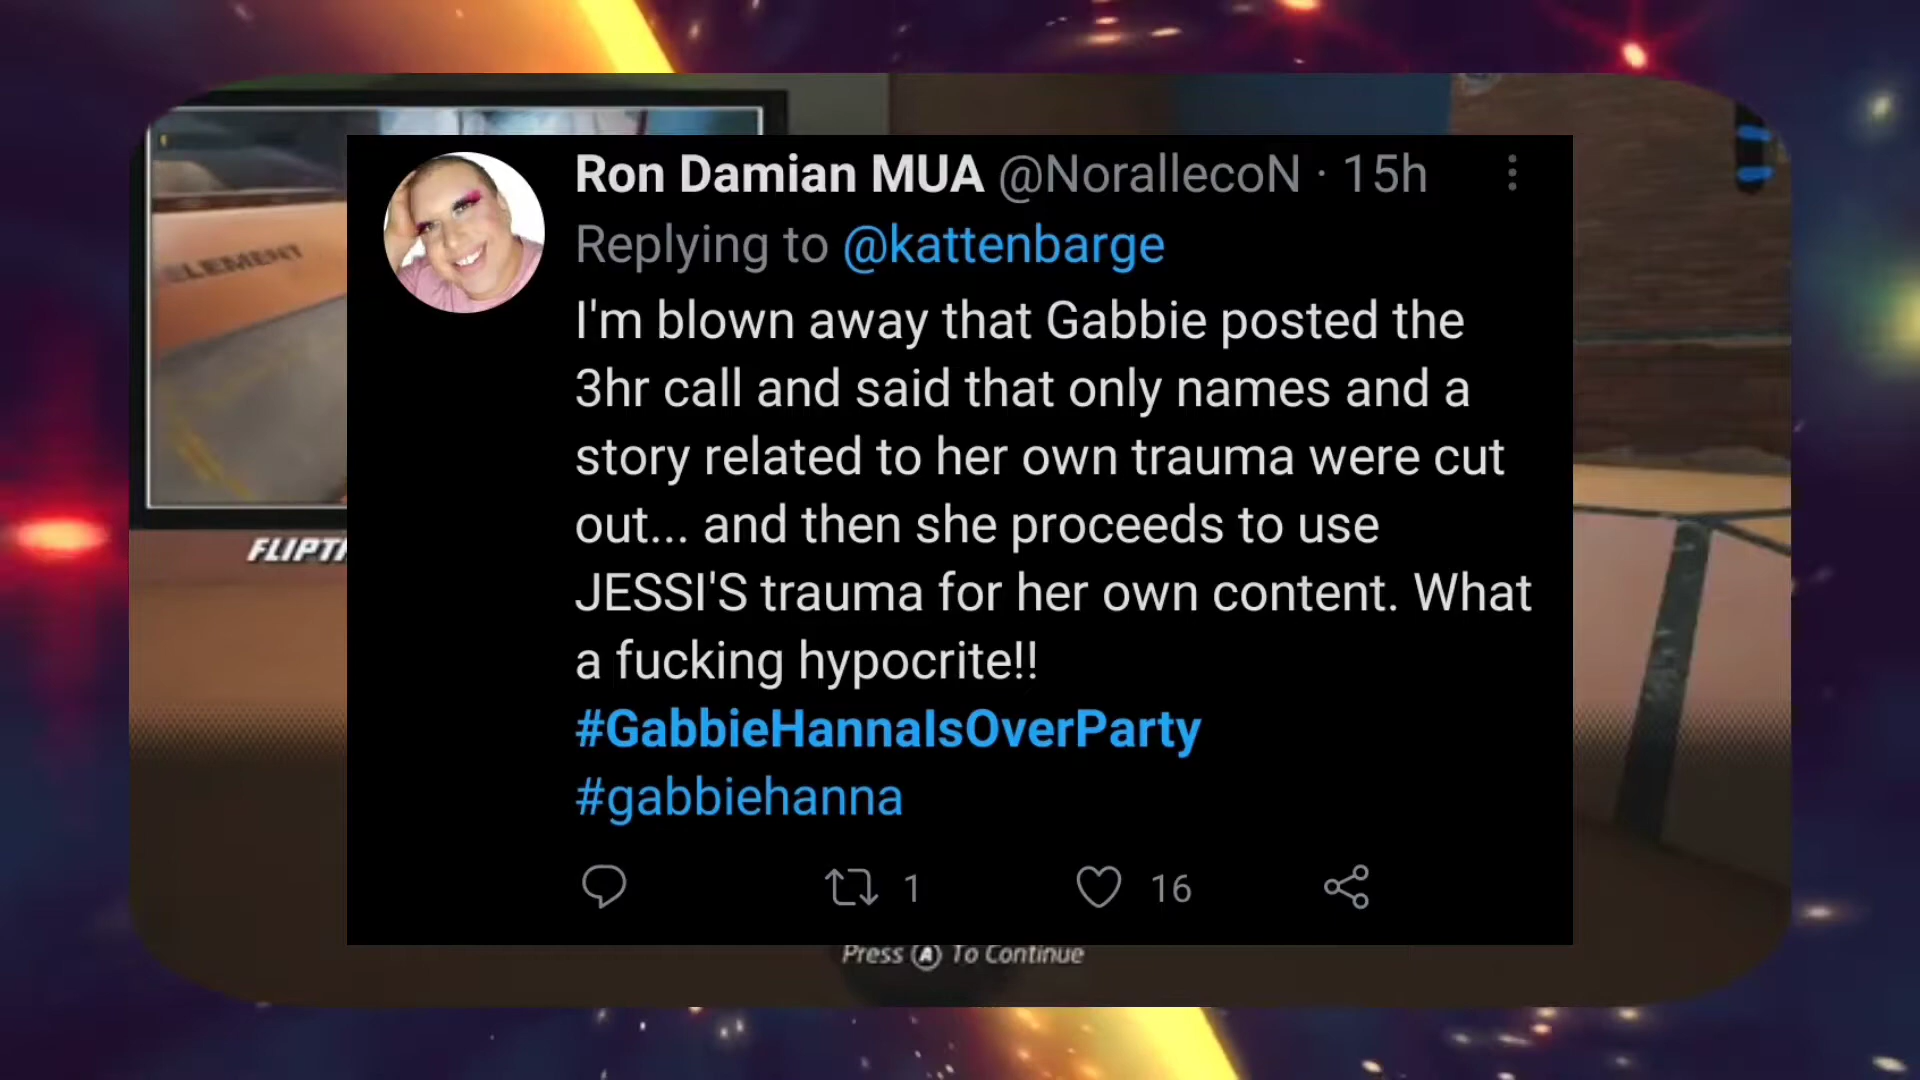 Ron Damian MUA @NorallecoN · 15h
Replying to @kattenbarge
I'm blown away that Gabbie posted the
3hr call and said that only names and a
story related to her own trauma were cut
out... and then she proceeds to use
JESSI'S trauma for her own content. What
a fucking hypocrite!!
#GabbieHannaIsOverParty
#gabbiehanna
1 16
ELEMENT
Press A To Continue